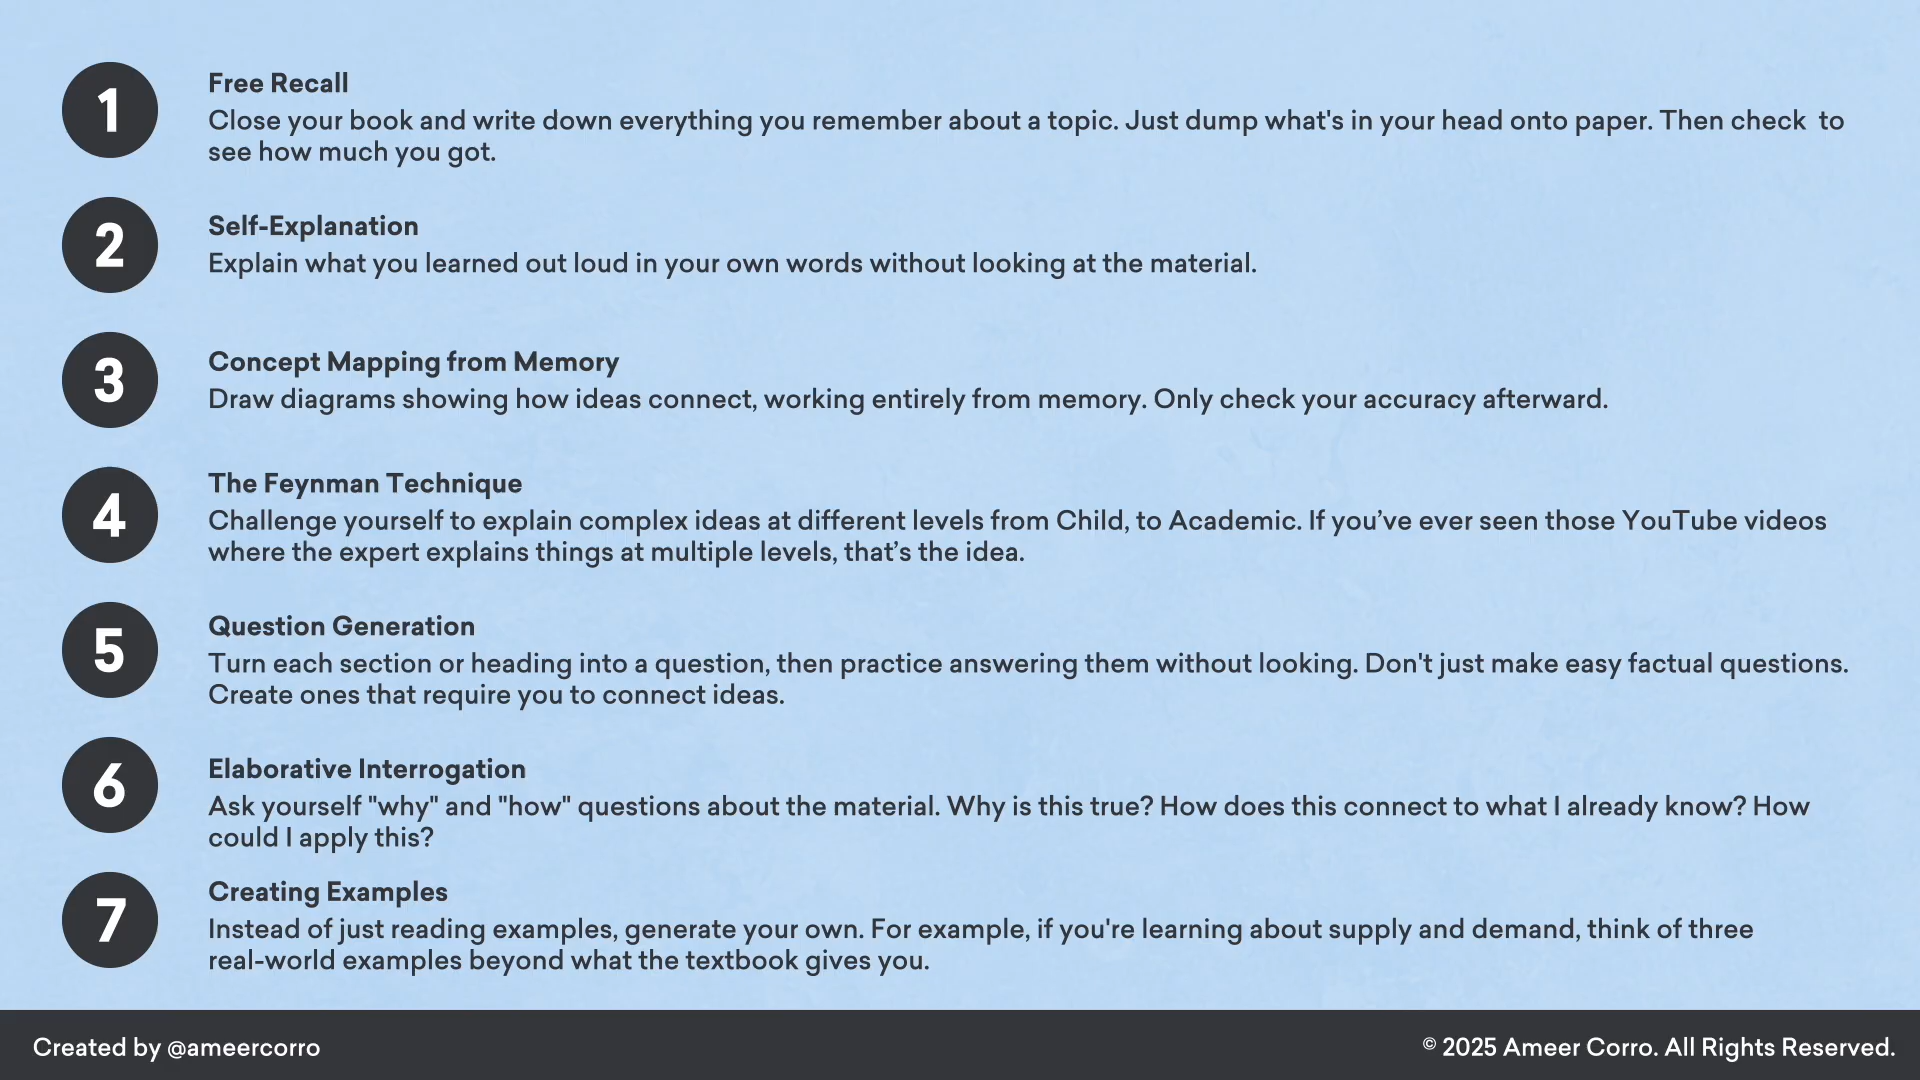 1
Free Recall
Close your book and write down everything you remember about a topic. Just dump what's in your head onto paper. Then check  to
see how much you got.
2
Self-Explanation
Explain what you learned out loud in your own words without looking at the material.
3
Concept Mapping from Memory
Draw diagrams showing how ideas connect, working entirely from memory. Only check your accuracy afterward.
4
The Feynman Technique
Challenge yourself to explain complex ideas at different levels from Child, to Academic. If you’ve ever seen those YouTube videos
where the expert explains things at multiple levels, that’s the idea.
5
Question Generation
Turn each section or heading into a question, then practice answering them without looking. Don't just make easy factual questions.
Create ones that require you to connect ideas.
6
Elaborative Interrogation
Ask yourself "why" and "how" questions about the material. Why is this true? How does this connect to what I already know? How
could I apply this?
7
Creating Examples
Instead of just reading examples, generate your own. For example, if you're learning about supply and demand, think of three
real-world examples beyond what the textbook gives you.
Created by @ameercorro
© 2025 Ameer Corro. All Rights Reserved.